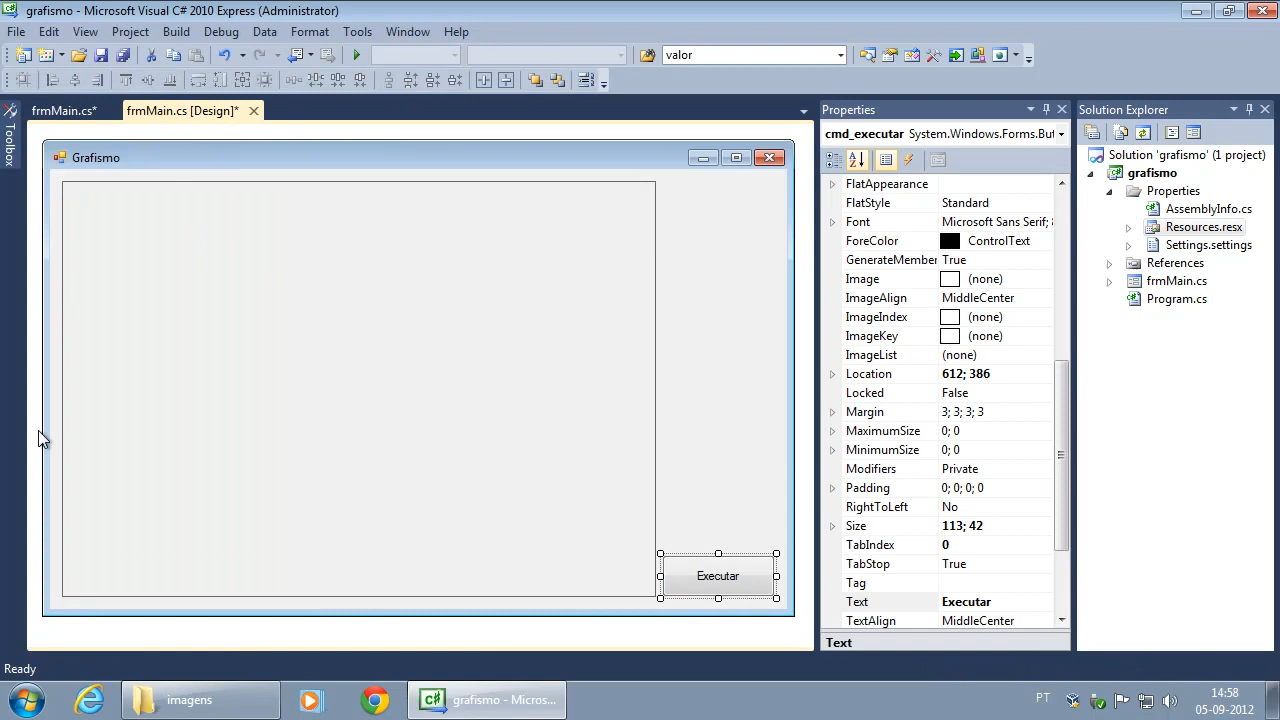 grafismo - Microsoft Visual C# 2010 Express (Administrator)
File Edit View Project Build Debug Data Format Tools Window Help
valor
frmMain.cs*
frmMain.cs [Design]*
Toolbox
Grafismo
Executar
Properties
cmd_executar System.Windows.Forms.But
FlatAppearance
FlatStyle Standard
Font Microsoft Sans Serif; 8
ForeColor ControlText
GenerateMember True
Image (none)
ImageAlign MiddleCenter
ImageIndex (none)
ImageKey (none)
ImageList (none)
Location 612; 386
Locked False
Margin 3; 3; 3; 3
MaximumSize 0; 0
MinimumSize 0; 0
Modifiers Private
Padding 0; 0; 0; 0
RightToLeft No
Size 113; 42
TabIndex 0
TabStop True
Tag
Text Executar
TextAlign MiddleCenter
Text
Solution Explorer
Solution 'grafismo' (1 project)
grafismo
Properties
AssemblyInfo.cs
Resources.resx
Settings.settings
References
frmMain.cs
Program.cs
Ready
imagens
C#
grafismo - Micros...
PT
14:58
05-09-2012